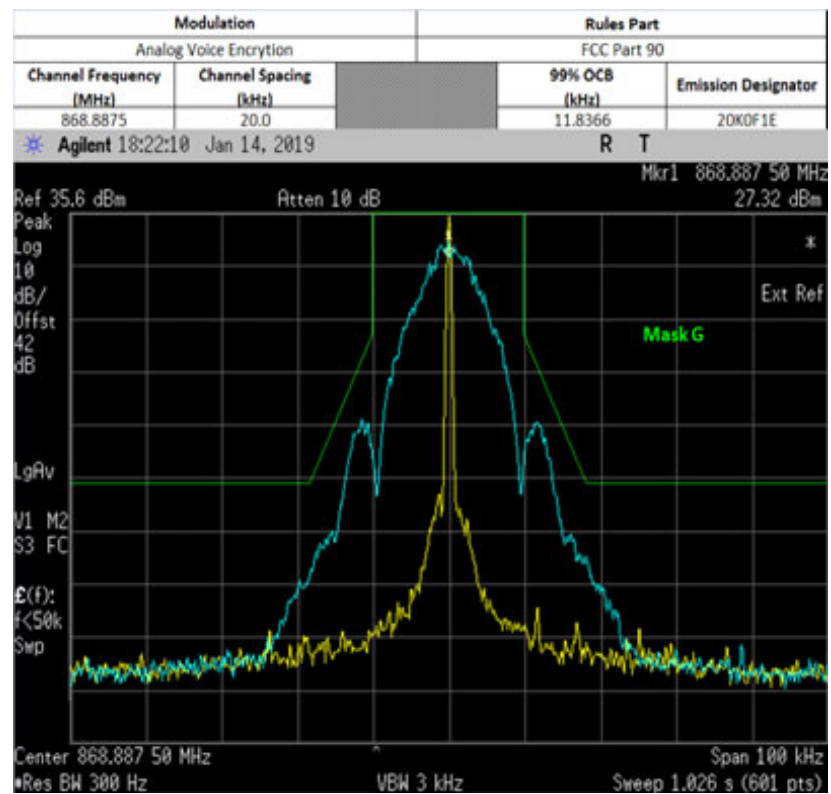 Modulation Rules Part
Analog Voice Encrytion FCC Part 90
Channel Frequency (MHz) Channel Spacing (kHz) 99% OCB (kHz) Emission Designator
868.8875 20.0 11.8366 20K0F1E
Agilent 18:22:10 Jan 14, 2019 R T
Mkr1 868.887 50 MHz
Ref 35.6 dBm Atten 10 dB 27.32 dBm
Peak
Log
10
dB/
Offst
42
dB
*
Ext Ref
Mask G
LgAv
V1 M2
S3 FC
£(f):
f<50k
Swp
Center 868.887 50 MHz Span 100 kHz
*Res BW 300 Hz VBW 3 kHz Sweep 1.026 s (601 pts)